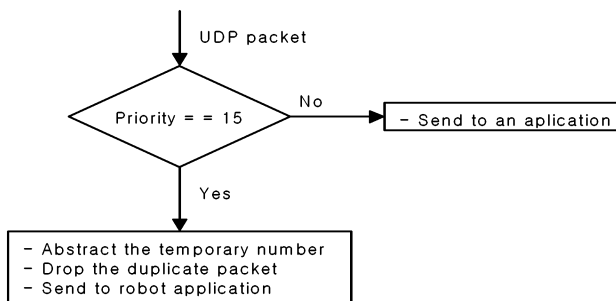 UDP packet
No
Priority = = 15
- Send to an aplication
Yes
- Abstract the temporary number
- Drop the duplicate packet
- Send to robot application